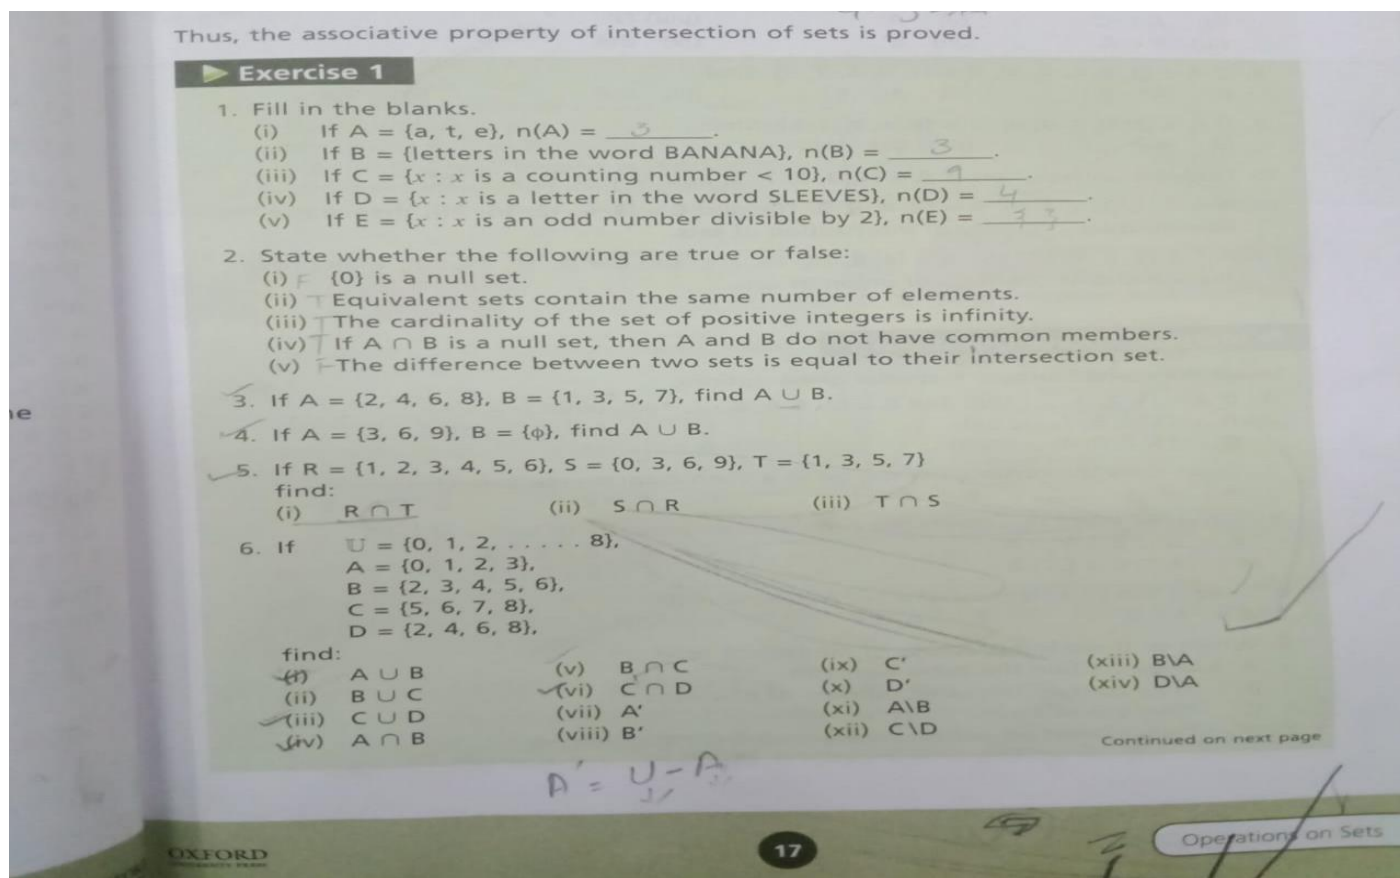 Thus, the associative property of intersection of sets is proved.
Exercise 1
1. Fill in the blanks.
(i) If A = {a, t, e}, n(A) = 3.
(ii) If B = {letters in the word BANANA}, n(B) = 3.
(iii) If C = {x : x is a counting number < 10}, n(C) = 9.
(iv) If D = {x : x is a letter in the word SLEEVES}, n(D) = 4.
(v) If E = {x : x is an odd number divisible by 2}, n(E) = .
2. State whether the following are true or false:
(i) F {0} is a null set.
(ii) T Equivalent sets contain the same number of elements.
(iii) T The cardinality of the set of positive integers is infinity.
(iv) T If A ∩ B is a null set, then A and B do not have common members.
(v) F The difference between two sets is equal to their intersection set.
ne
3. If A = {2, 4, 6, 8}, B = {1, 3, 5, 7}, find A ∪ B.
4. If A = {3, 6, 9}, B = {ϕ}, find A ∪ B.
5. If R = {1, 2, 3, 4, 5, 6}, S = {0, 3, 6, 9}, T = {1, 3, 5, 7}
find:
(i) R ∩ T (ii) S ∩ R (iii) T ∩ S
6. If U = {0, 1, 2, . . . . . 8},
A = {0, 1, 2, 3},
B = {2, 3, 4, 5, 6},
C = {5, 6, 7, 8},
D = {2, 4, 6, 8},
find:
(i) A ∪ B (v) B ∩ C (ix) C' (xiii) B\A
(ii) B ∪ C (vi) C ∩ D (x) D' (xiv) D\A
(iii) C ∪ D (vii) A' (xi) A\B
(iv) A ∩ B (viii) B' (xii) C\D
Continued on next page
A' = U - A
OXFORD
UNIVERSITY PRESS
17
Operations on Sets